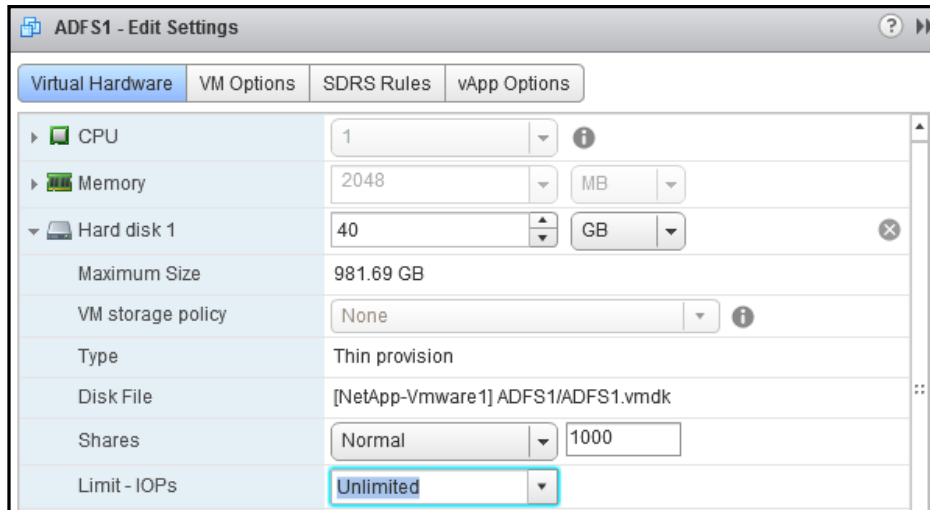 ADFS1 - Edit Settings
Virtual Hardware VM Options SDRS Rules vApp Options
CPU 1
Memory 2048 MB
Hard disk 1 40 GB
Maximum Size 981.69 GB
VM storage policy None
Type Thin provision
Disk File [NetApp-Vmware1] ADFS1/ADFS1.vmdk
Shares Normal 1000
Limit - IOPs Unlimited